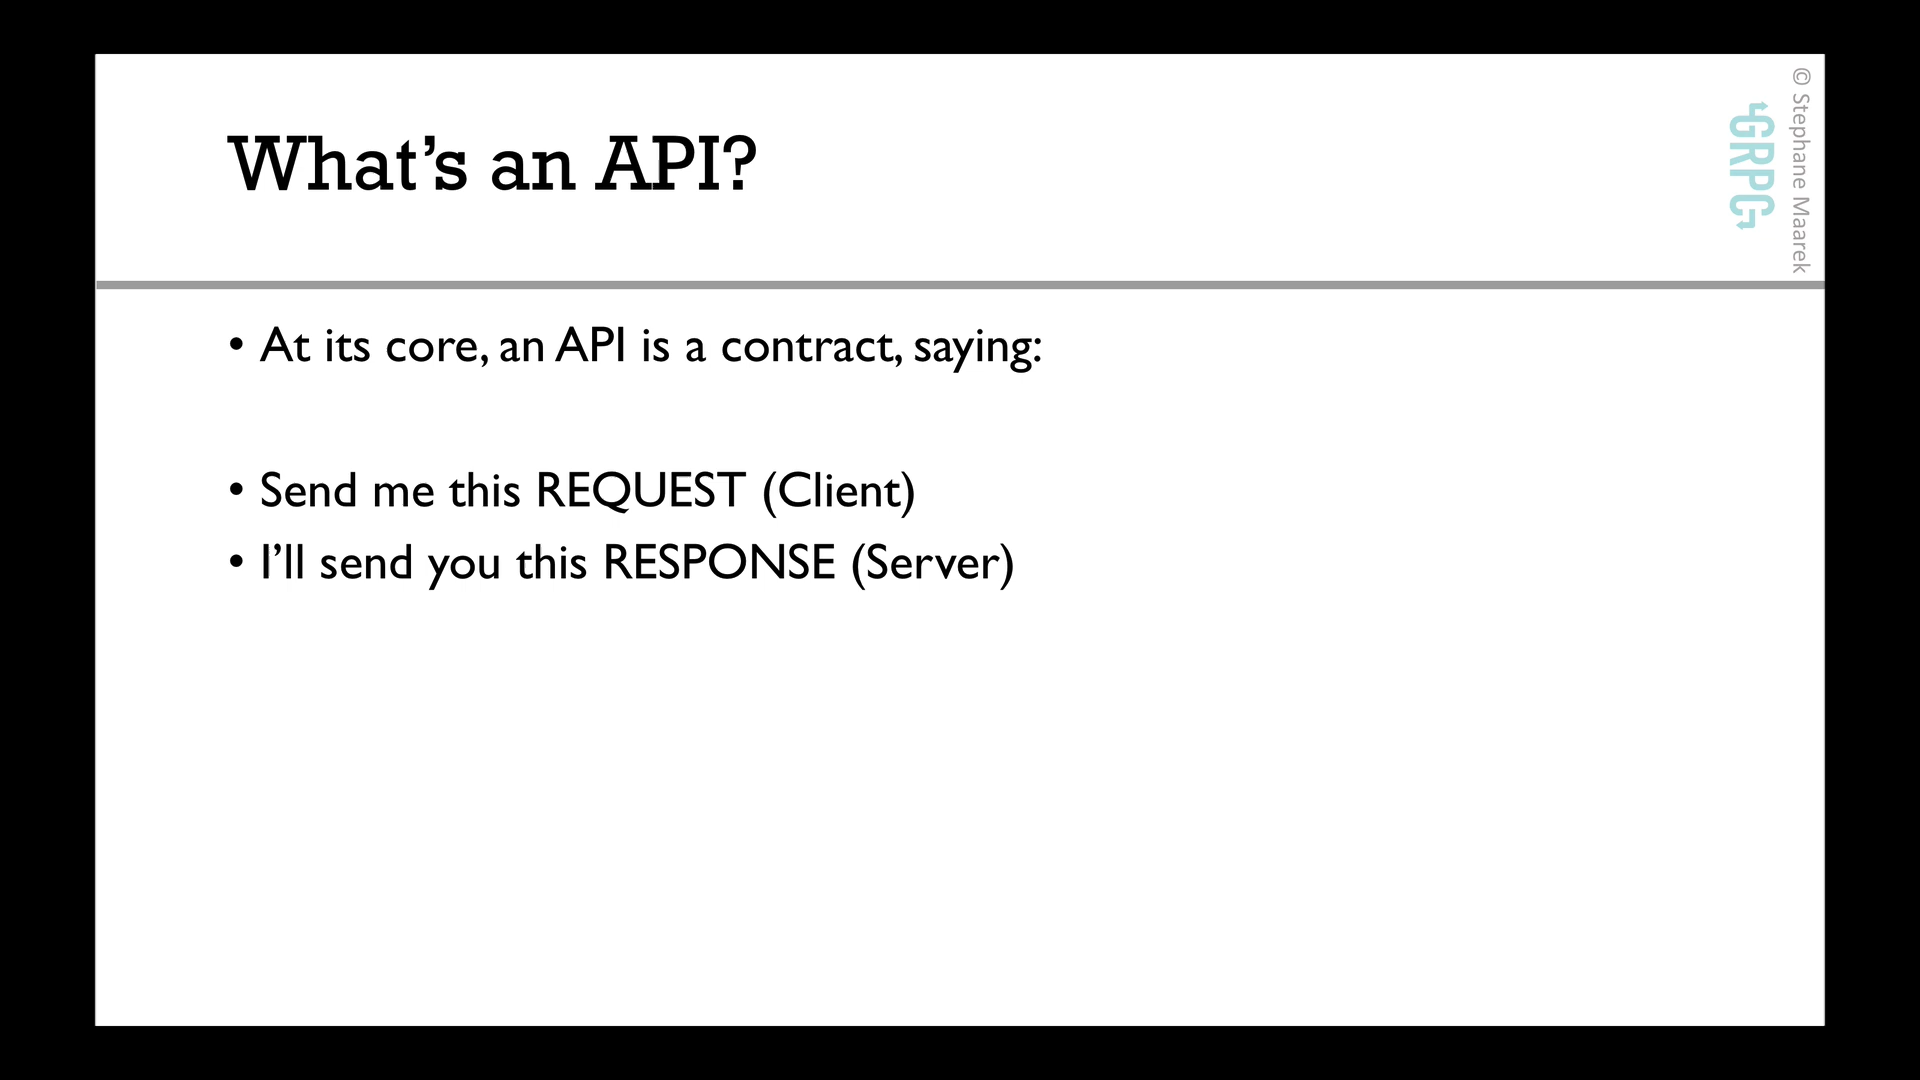 What’s an API?
GRPC
© Stephane Maarek
• At its core, an API is a contract, saying:
• Send me this REQUEST (Client)
• I’ll send you this RESPONSE (Server)